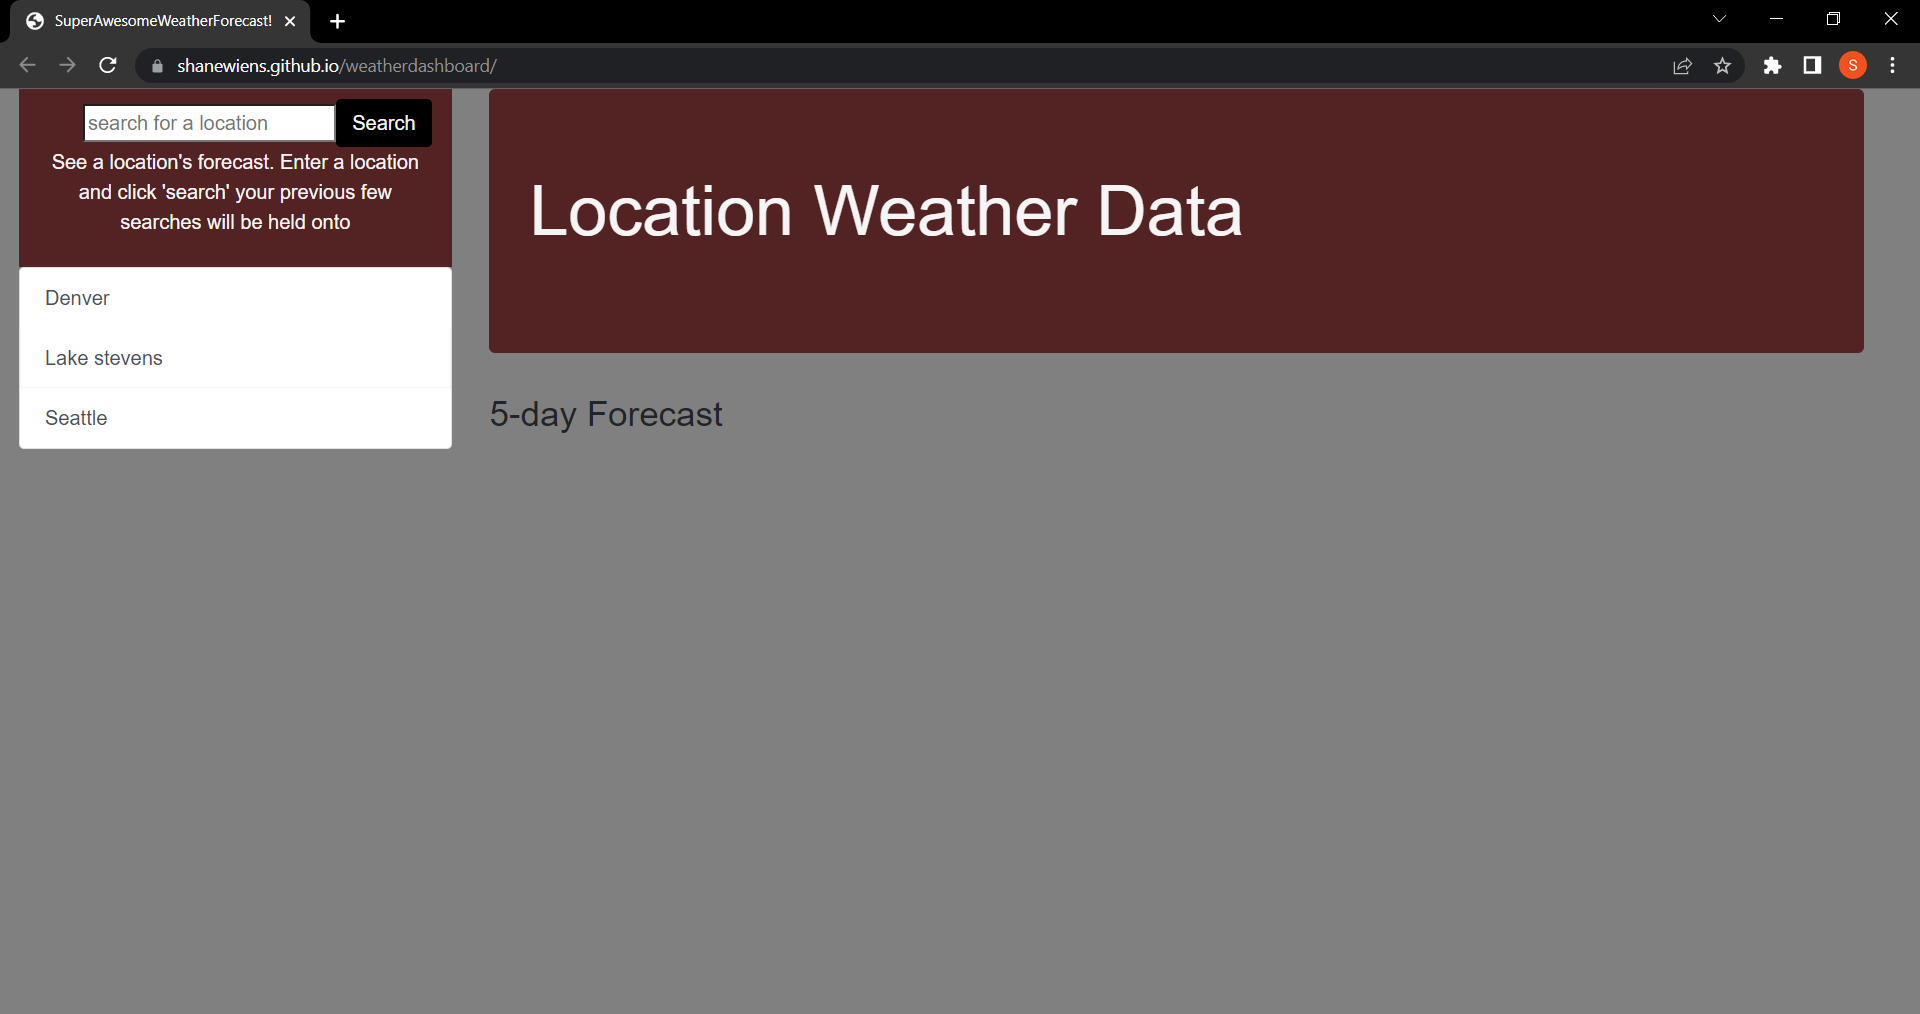 SuperAwesomeWeatherForecast!
shanewiens.github.io/weatherdashboard/
S
search for a location
Search
See a location's forecast. Enter a location
and click 'search' your previous few
searches will be held onto
Denver
Lake stevens
Seattle
Location Weather Data
5-day Forecast